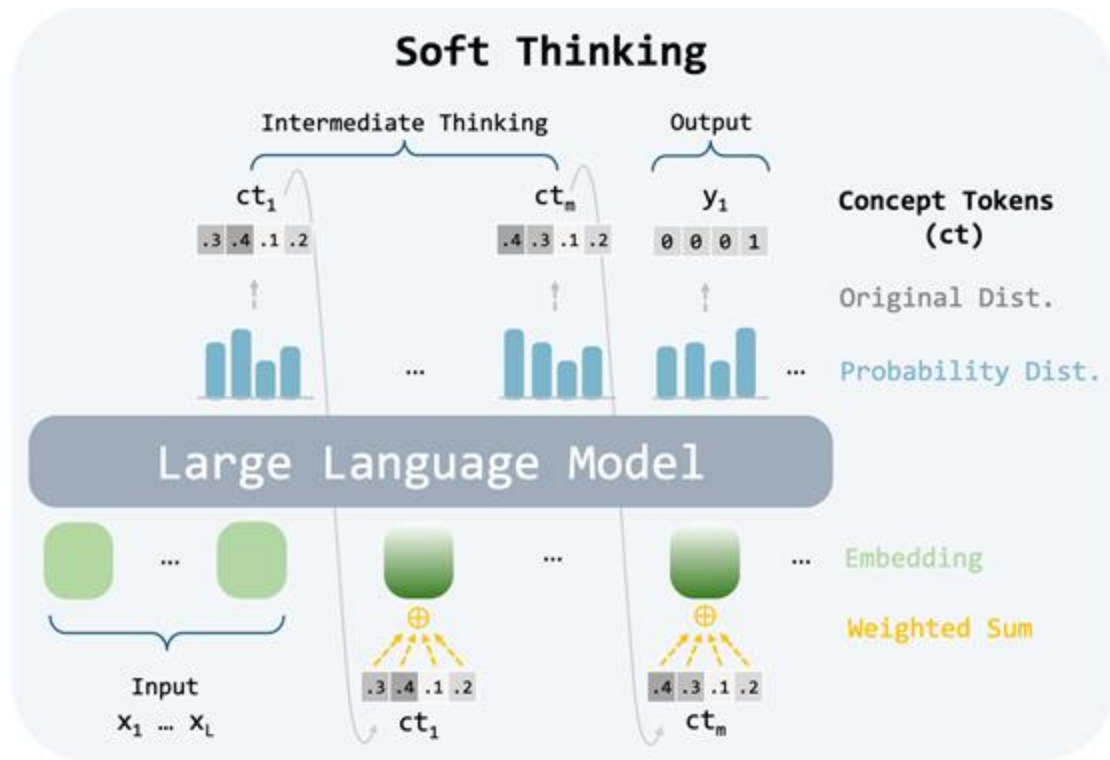 Soft Thinking
Intermediate Thinking
Output
ct₁
ctₘ
y₁
Concept Tokens
(ct)
.3 .4 .1 .2
.4 .3 .1 .2
0 0 0 1
Original Dist.
...
...
Probability Dist.
Large Language Model
...
...
...
Embedding
Weighted Sum
Input
.3 .4 .1 .2
.4 .3 .1 .2
x₁ … x_L
ct₁
ctₘ